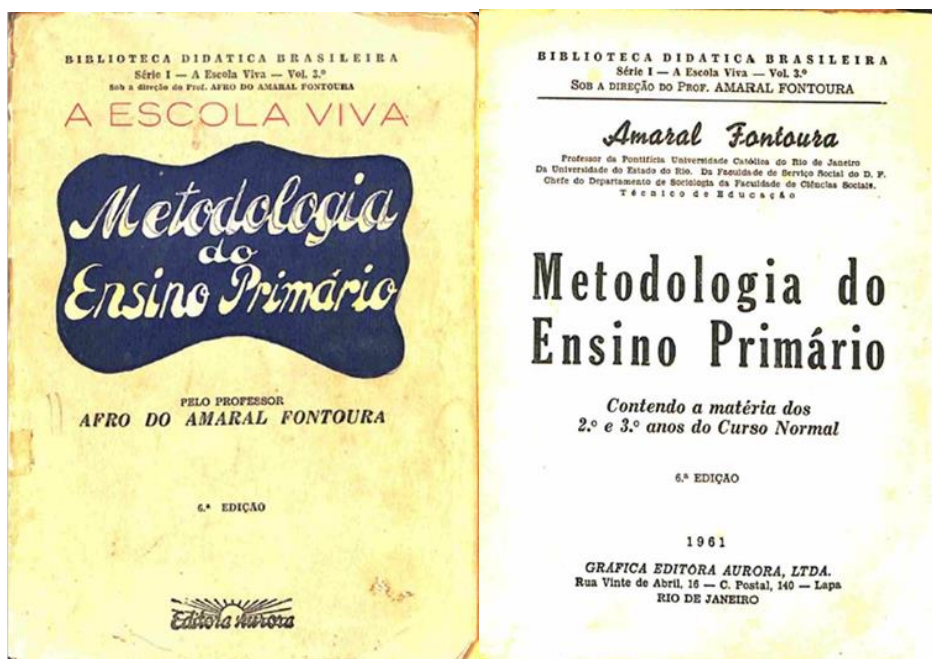 BIBLIOTECA DIDATICA BRASILEIRA
Série I — A Escola Viva — Vol. 3.º
Sob a direção do Prof. AFRO DO AMARAL FONTOURA
A ESCOLA VIVA
Metodologia
do
Ensino Primário
PELO PROFESSOR
AFRO DO AMARAL FONTOURA
6.ª EDIÇÃO
Editora Aurora
BIBLIOTECA DIDATICA BRASILEIRA
Série I — A Escola Viva — Vol. 3.º
SOB A DIREÇÃO DO PROF. AMARAL FONTOURA
Amaral Fontoura
Professor da Pontifícia Universidade Católica do Rio de Janeiro
Da Universidade do Estado do Rio. Da Faculdade de Serviço Social do D. F.
Chefe do Departamento de Sociologia da Faculdade de Ciências Sociais.
Técnico de Educação
Metodologia do
Ensino Primário
Contendo a matéria dos
2.º e 3.º anos do Curso Normal
6.ª EDIÇÃO
1961
GRÁFICA EDITORA AURORA, LTDA.
Rua Vinte de Abril, 16 — C. Postal, 140 — Lapa
RIO DE JANEIRO